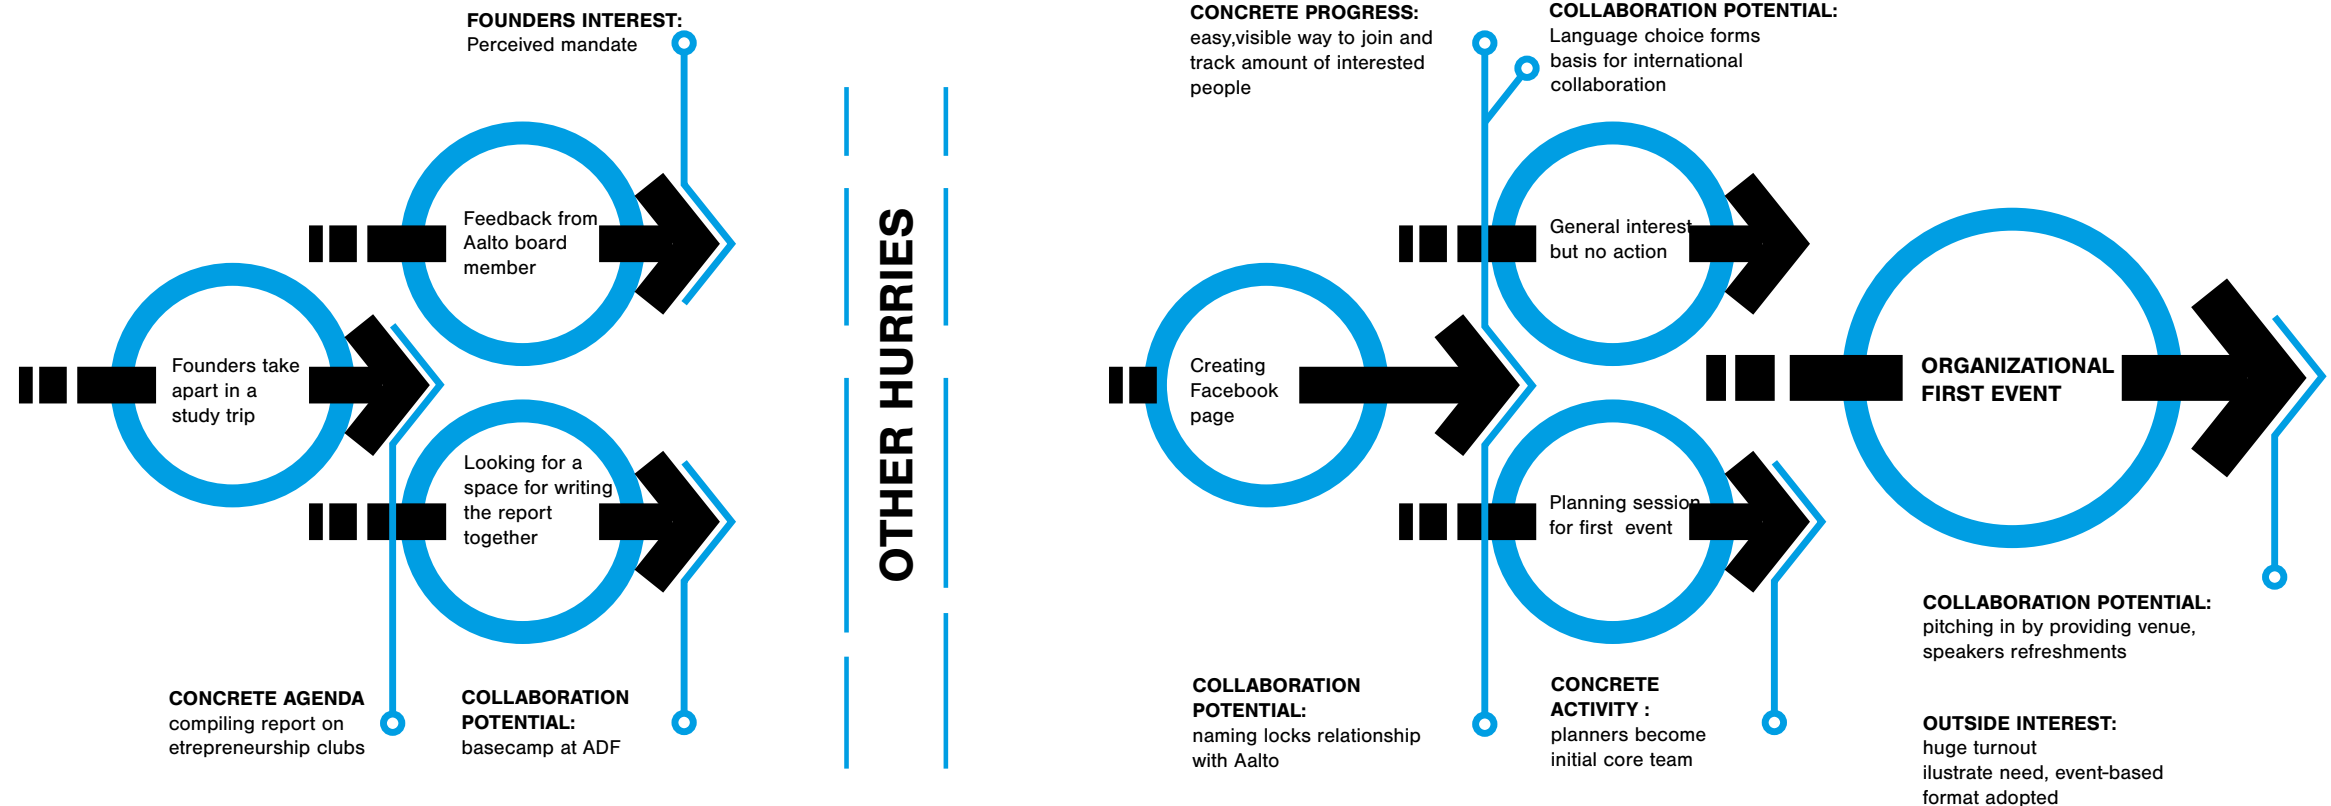 FOUNDERS INTEREST:
Perceived mandate
Feedback from
Aalto board
member
Founders take
apart in a
study trip
Looking for a
space for writing
the report
together
CONCRETE AGENDA
compiling report on
etrepreneurship clubs
COLLABORATION
POTENTIAL:
basecamp at ADF
OTHER HURRIES
CONCRETE PROGRESS:
easy,visible way to join and
track amount of interested
people
COLLABORATION POTENTIAL:
Language choice forms
basis for international
collaboration
General interest
but no action
Creating
Facebook
page
Planning session
for first event
ORGANIZATIONAL
FIRST EVENT
COLLABORATION
POTENTIAL:
naming locks relationship
with Aalto
CONCRETE
ACTIVITY :
planners become
initial core team
COLLABORATION POTENTIAL:
pitching in by providing venue,
speakers refreshments
OUTSIDE INTEREST:
huge turnout
ilustrate need, event-based
format adopted